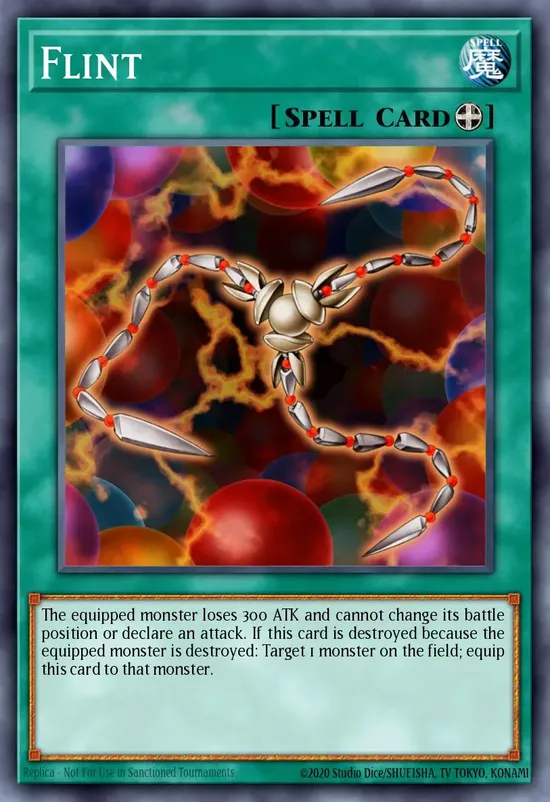 Flint
SPELL
魔
[Spell Card]
The equipped monster loses 300 ATK and cannot change its battle
position or declare an attack. If this card is destroyed because the
equipped monster is destroyed: Target 1 monster on the field; equip
this card to that monster.
Replica - Not For Use in Sanctioned Tournaments
©2020 Studio Dice/SHUEISHA, TV TOKYO, KONAMI